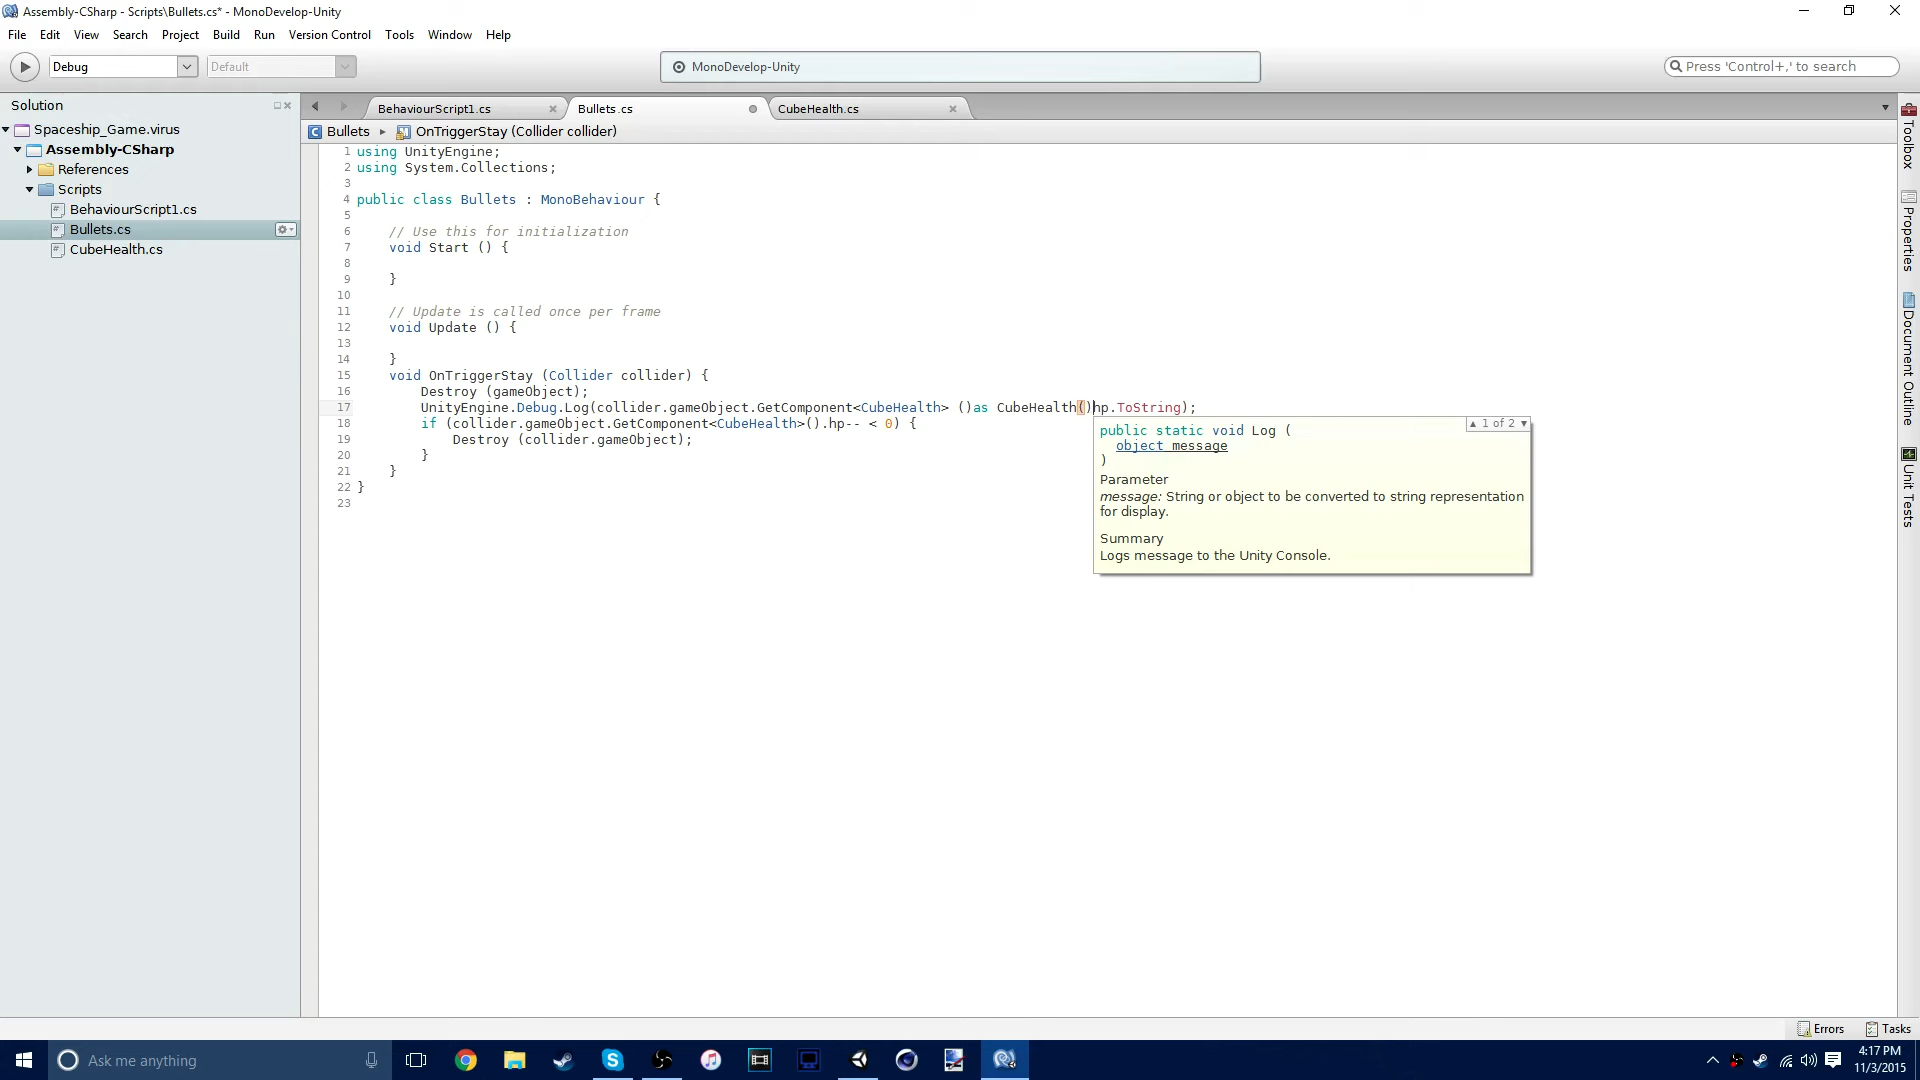 Assembly-CSharp - Scripts\Bullets.cs* - MonoDevelop-Unity
File Edit View Search Project Build Run Version Control Tools Window Help
Debug Default MonoDevelop-Unity Press 'Control+,' to search
Solution
Spaceship_Game.virus
Assembly-CSharp
References
Scripts
BehaviourScript1.cs
Bullets.cs
CubeHealth.cs
BehaviourScript1.cs Bullets.cs CubeHealth.cs
Bullets OnTriggerStay (Collider collider)
1 using UnityEngine;
2 using System.Collections;
3
4 public class Bullets : MonoBehaviour {
5
6 // Use this for initialization
7 void Start () {
8
9 }
10
11 // Update is called once per frame
12 void Update () {
13
14 }
15 void OnTriggerStay (Collider collider) {
16 Destroy (gameObject);
17 UnityEngine.Debug.Log(collider.gameObject.GetComponent<CubeHealth> ()as CubeHealth()hp.ToString);
18 if (collider.gameObject.GetComponent<CubeHealth>().hp-- < 0) {
19 Destroy (collider.gameObject);
20 }
21 }
22 }
23
1 of 2
public static void Log (
object message
)
Parameter
message: String or object to be converted to string representation
for display.
Summary
Logs message to the Unity Console.
Toolbox
Properties
Document Outline
Unit Tests
Errors Tasks
Ask me anything
4:17 PM
11/3/2015